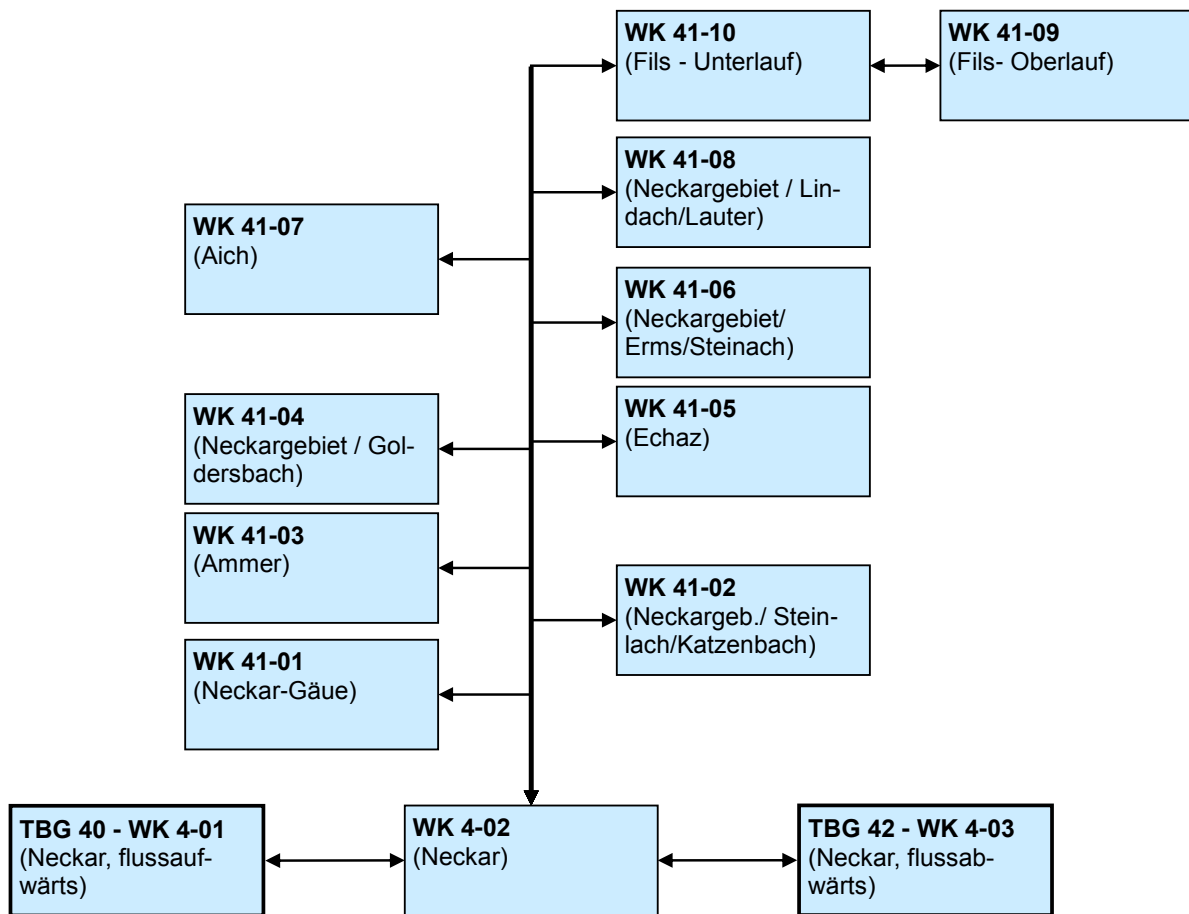 WK 41-10
(Fils - Unterlauf)
WK 41-09
(Fils- Oberlauf)
WK 41-08
(Neckargebiet / Lin-
dach/Lauter)
WK 41-07
(Aich)
WK 41-06
(Neckargebiet/
Erms/Steinach)
WK 41-04
(Neckargebiet / Gol-
dersbach)
WK 41-05
(Echaz)
WK 41-03
(Ammer)
WK 41-02
(Neckargeb./ Stein-
lach/Katzenbach)
WK 41-01
(Neckar-Gäue)
TBG 40 - WK 4-01
(Neckar, flussauf-
wärts)
WK 4-02
(Neckar)
TBG 42 - WK 4-03
(Neckar, flussab-
wärts)